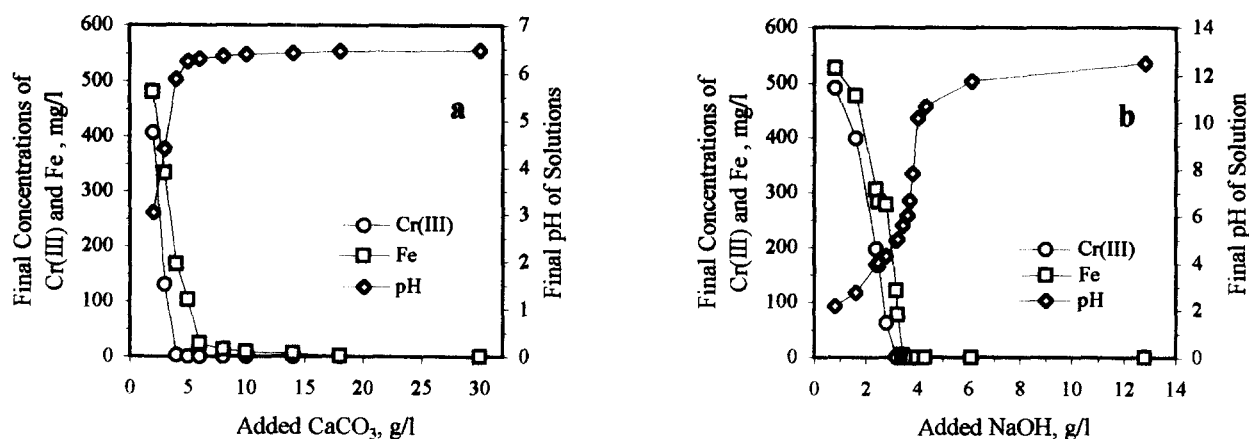 600
500
400
300
200
100
0
Final Concentrations of
Cr(III) and Fe , mg/l
7
6
5
4
3
2
1
0
Final pH of Solutions
a
Cr(III)
Fe
pH
0 5 10 15 20 25 30
Added CaCO₃, g/l
600
500
400
300
200
100
0
Final Concentrations of
Cr(III) and Fe , mg/l
14
12
10
8
6
4
2
0
Final pH of Solution
b
Cr(III)
Fe
pH
0 2 4 6 8 10 12 14
Added NaOH, g/l